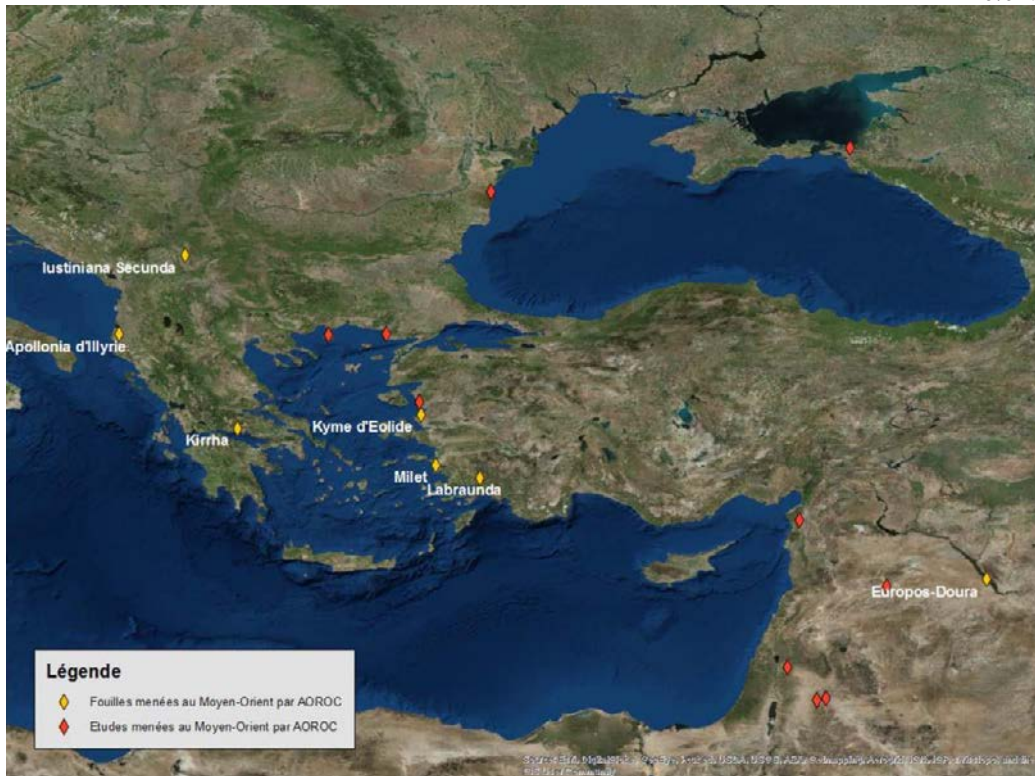 Iustiniana Secunda
Apollonia d'Illyrie
Kirrha
Kyme d'Eolide
Milet
Labraunda
Europos-Doura
Légende
Fouilles menées au Moyen-Orient par AOROC
Etudes menées au Moyen-Orient par AOROC